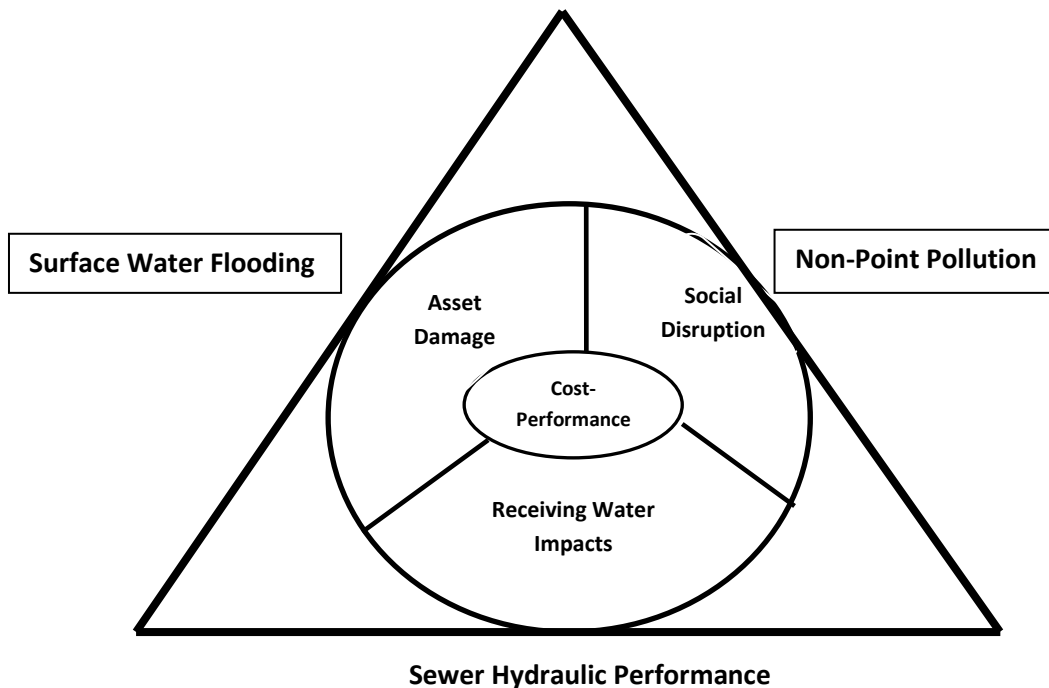 Surface Water Flooding
Non-Point Pollution
Asset
Damage
Social
Disruption
Cost-
Performance
Receiving Water
Impacts
Sewer Hydraulic Performance